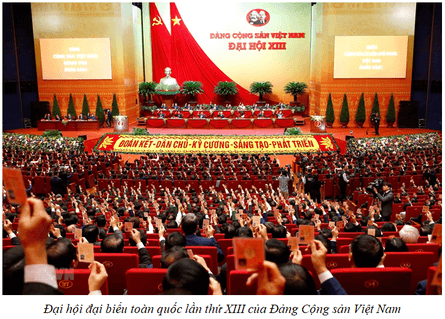 ĐẢNG CỘNG SẢN VIỆT NAM
ĐẠI HỘI XIII
ĐOÀN KẾT-DÂN CHỦ-KỶ CƯƠNG-SÁNG TẠO-PHÁT TRIỂN
Đại hội đại biểu toàn quốc lần thứ XIII của Đảng Cộng sản Việt Nam